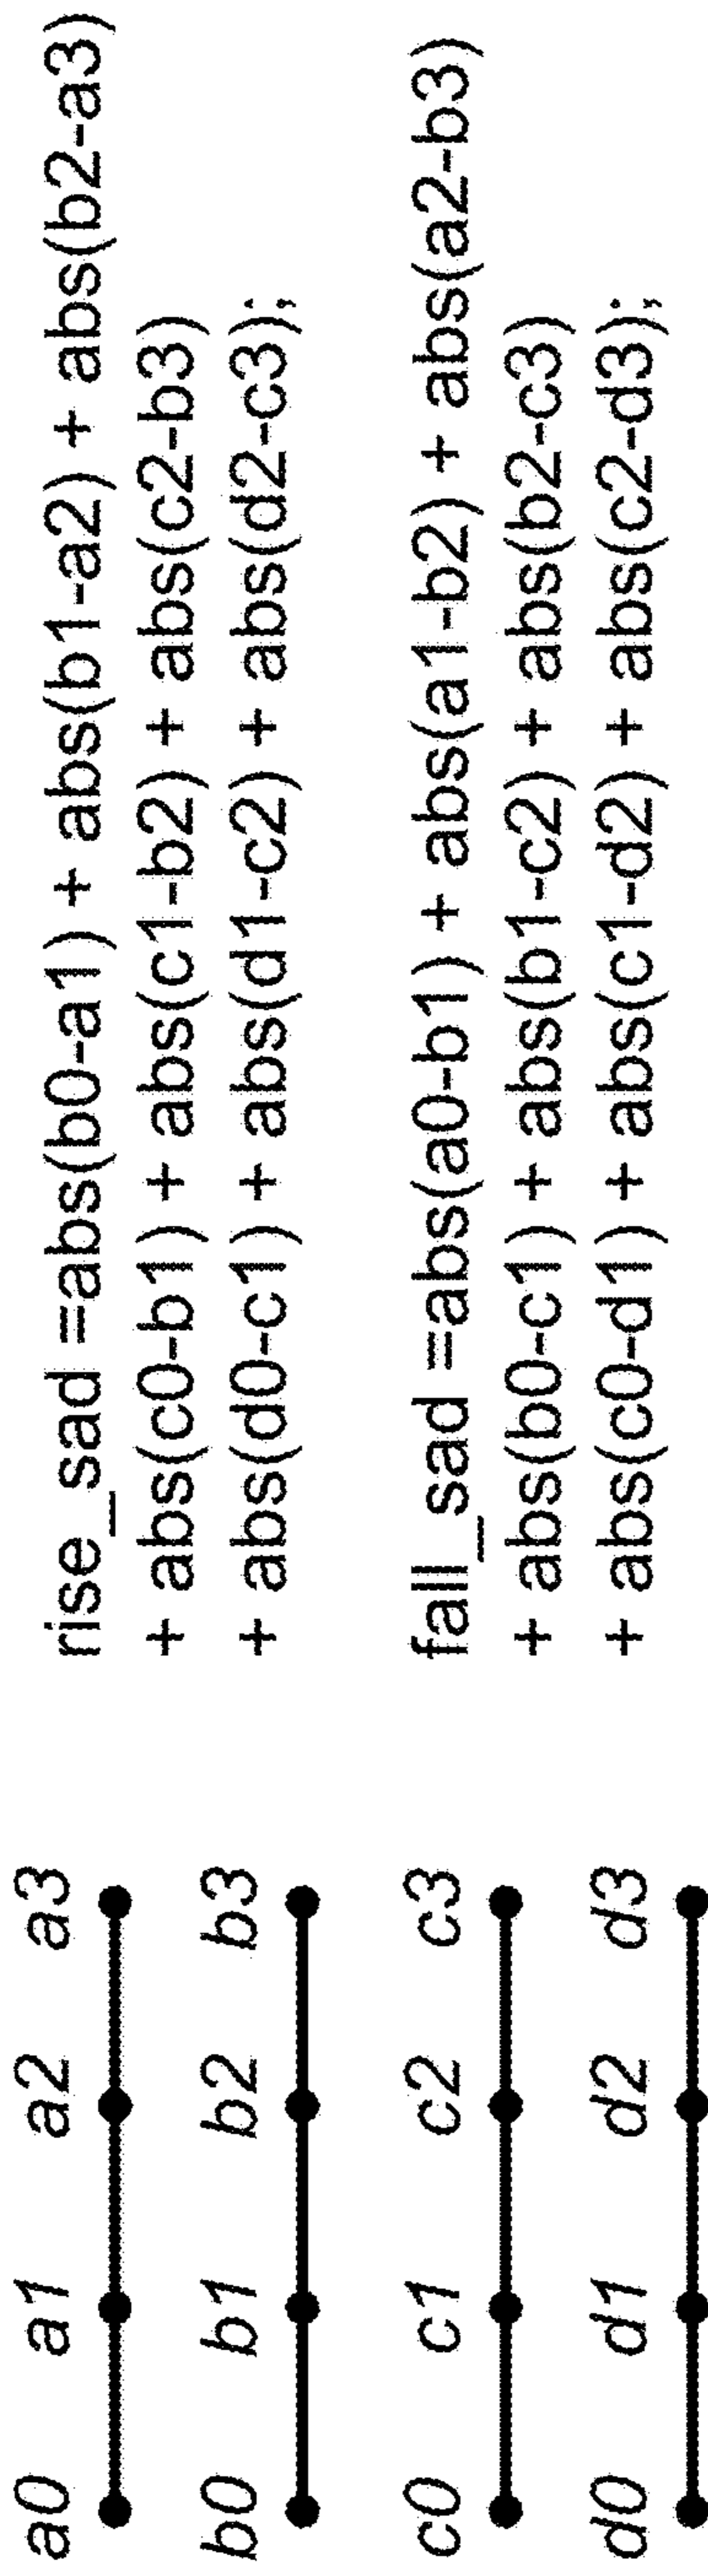 a0 a1 a2 a3
b0 b1 b2 b3
c0 c1 c2 c3
d0 d1 d2 d3
rise_sad =abs(b0-a1) + abs(b1-a2) + abs(b2-a3)
+ abs(c0-b1) + abs(c1-b2) + abs(c2-b3)
+ abs(d0-c1) + abs(d1-c2) + abs(d2-c3);
fall_sad =abs(a0-b1) + abs(a1-b2) + abs(a2-b3)
+ abs(b0-c1) + abs(b1-c2) + abs(b2-c3)
+ abs(c0-d1) + abs(c1-d2) + abs(c2-d3);